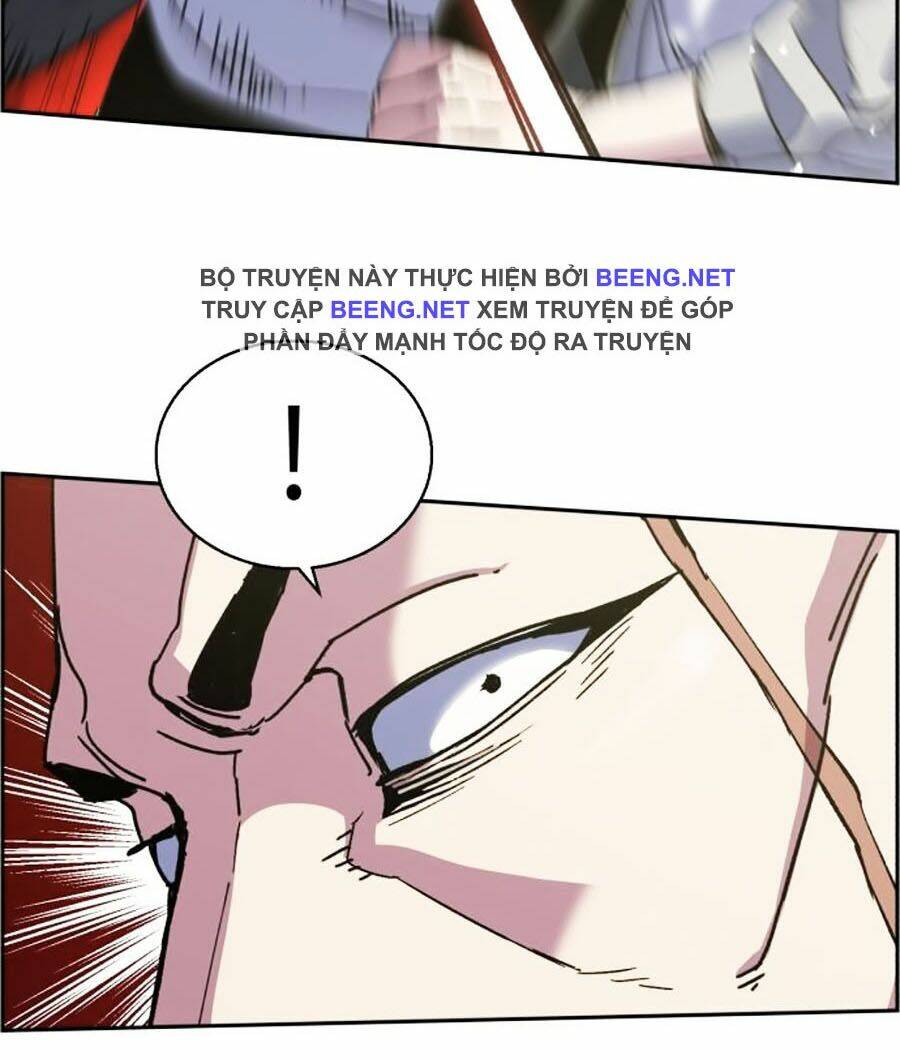 BỘ TRUYỆN NÀY THỰC HIỆN BỞI BEENG.NET
TRUY CẬP BEENG.NET XEM TRUYỆN ĐỂ GÓP
PHẦN ĐẨY MẠNH TỐC ĐỘ RA TRUYỆN
!